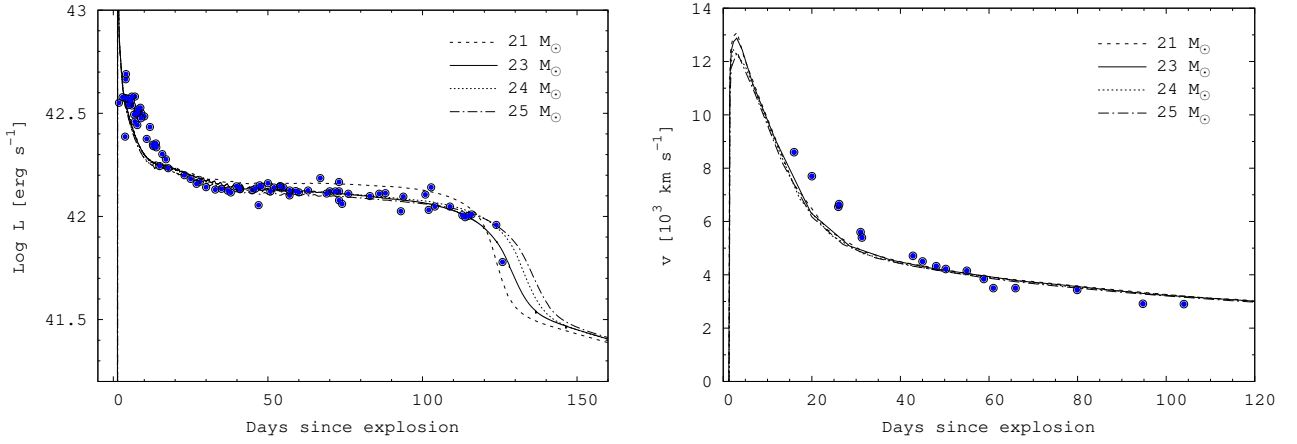 43
42.5
42
41.5
Log L [erg s⁻¹]
0
50
100
150
Days since explosion
21 M⊙
23 M⊙
24 M⊙
25 M⊙
14
12
10
8
6
4
2
0
v [10³ km s⁻¹]
0
20
40
60
80
100
120
Days since explosion
21 M⊙
23 M⊙
24 M⊙
25 M⊙